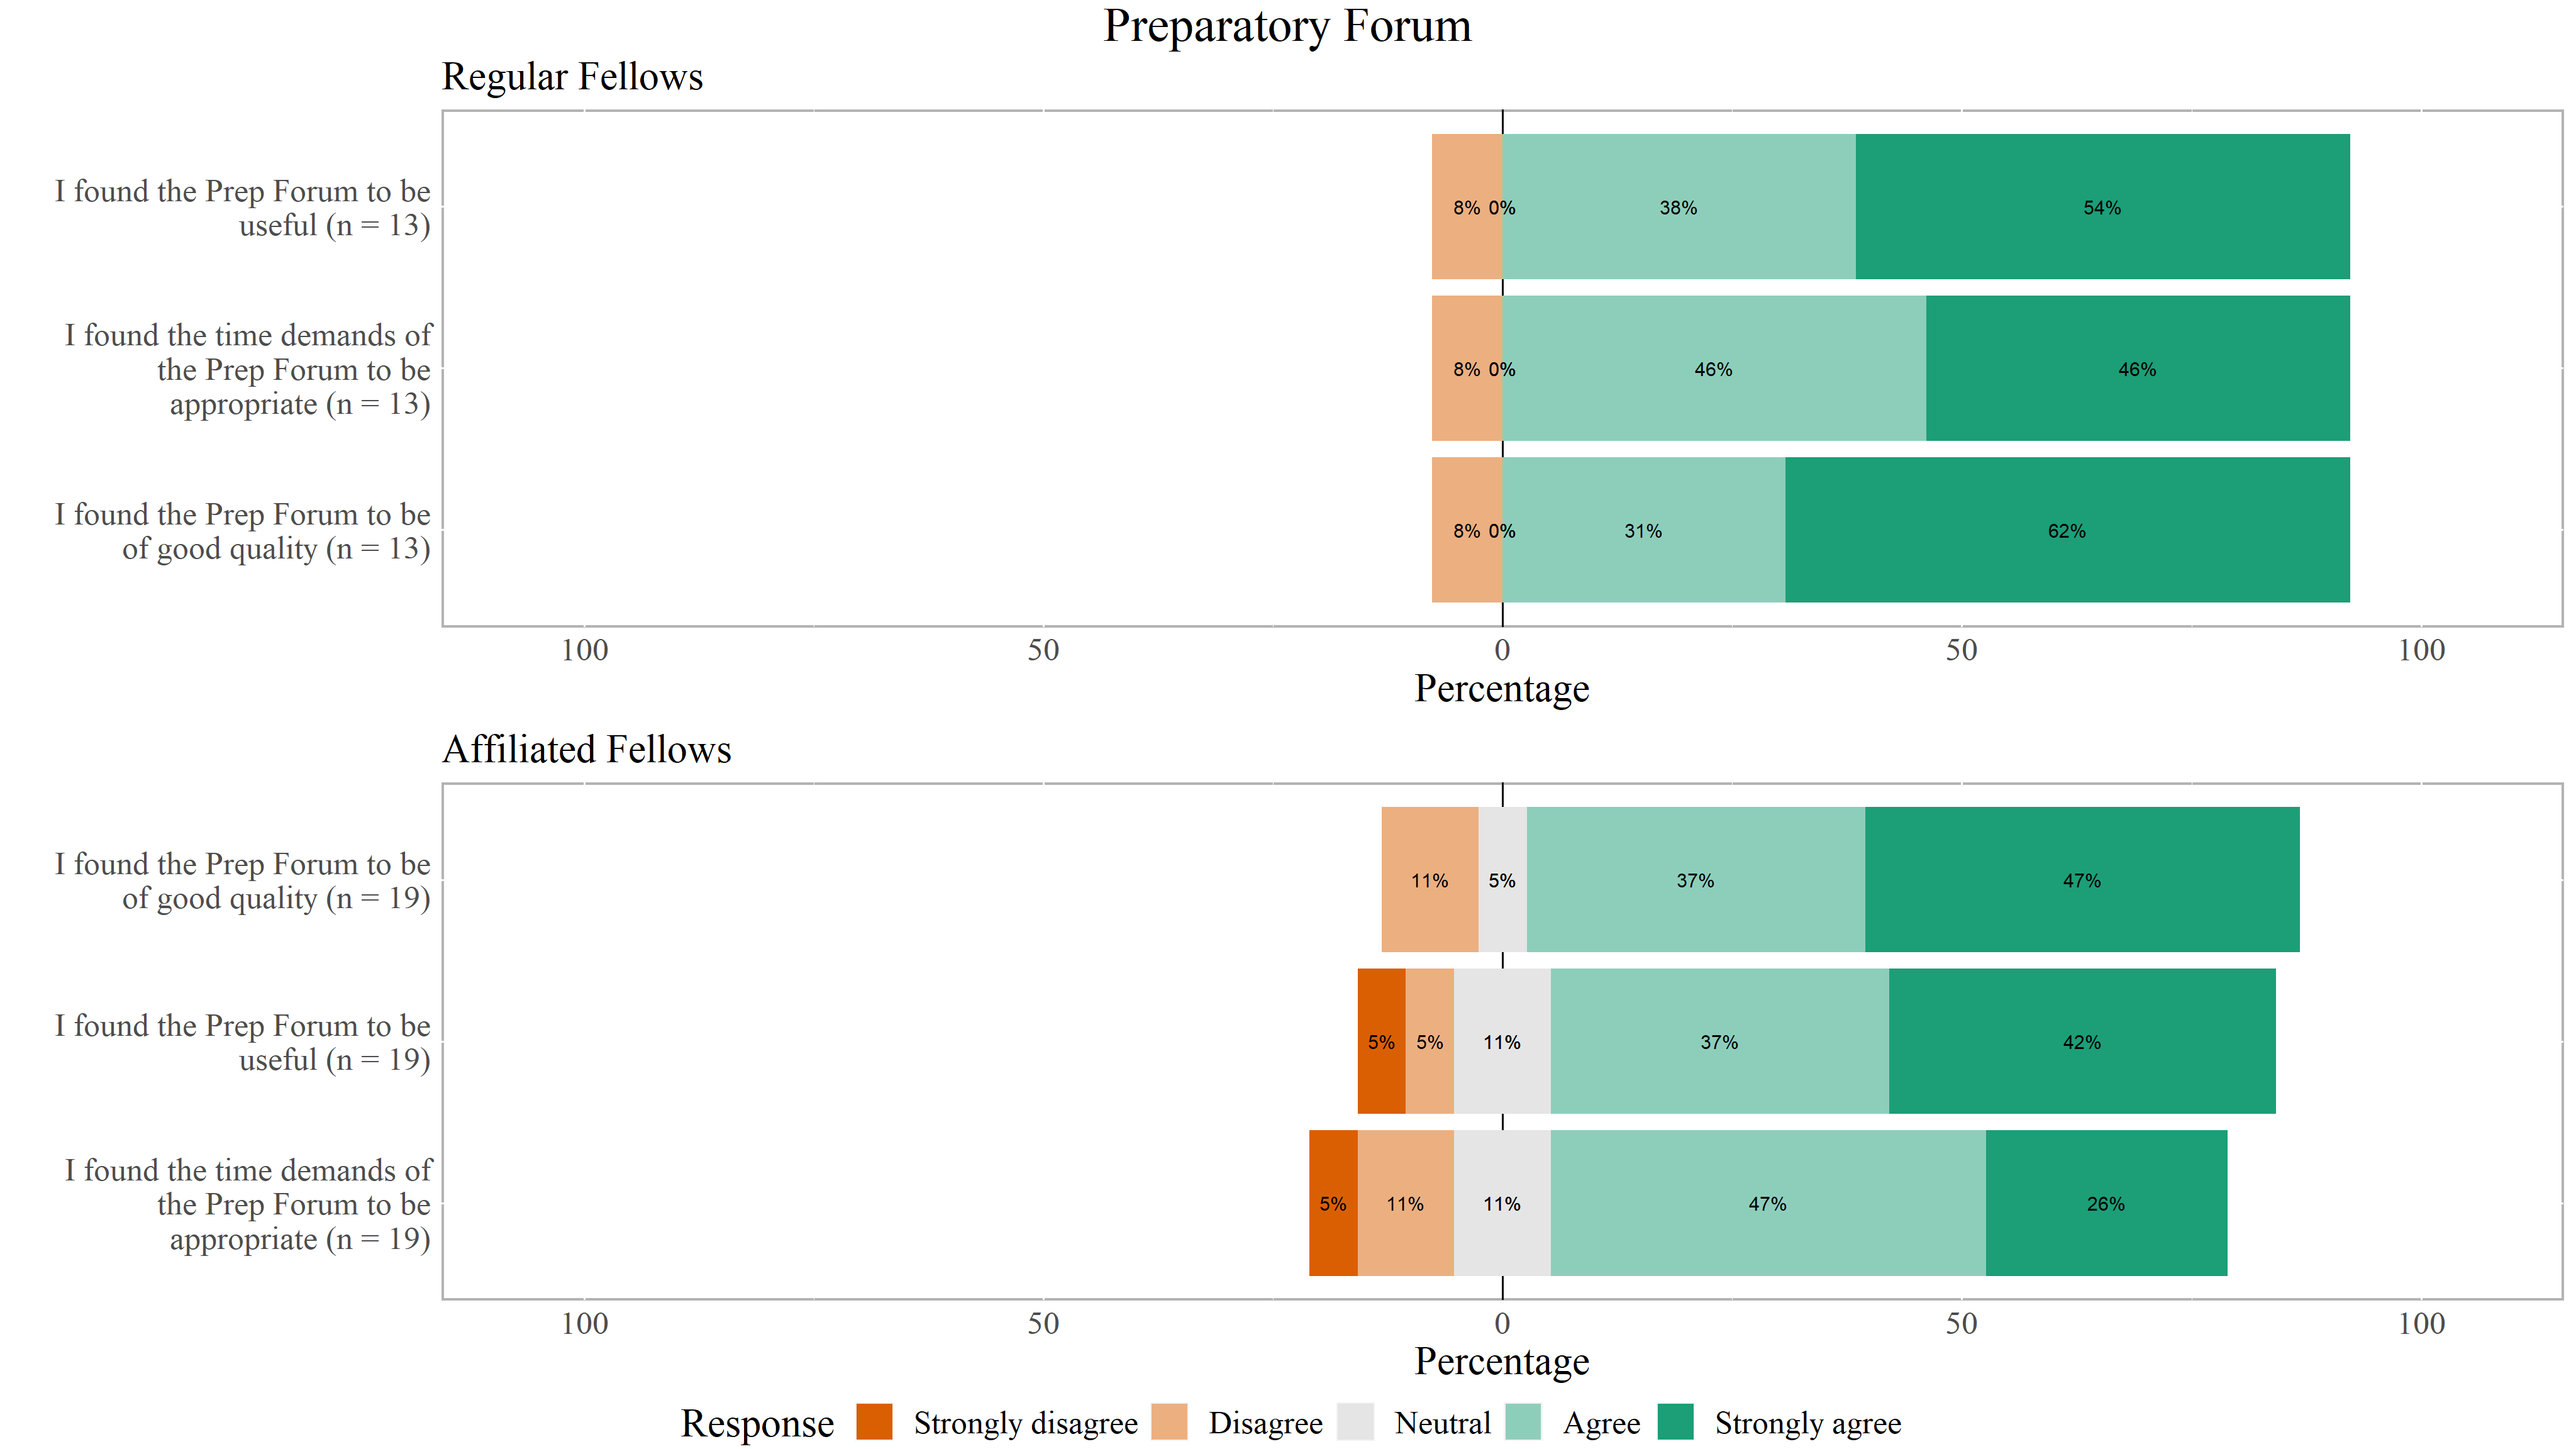 Preparatory Forum
Regular Fellows
I found the Prep Forum to be
useful (n = 13)
8% 0% 38% 54%
I found the time demands of
the Prep Forum to be
appropriate (n = 13)
8% 0% 46% 46%
I found the Prep Forum to be
of good quality (n = 13)
8% 0% 31% 62%
100 50 0 50 100
Percentage
Affiliated Fellows
I found the Prep Forum to be
of good quality (n = 19)
11% 5% 37% 47%
I found the Prep Forum to be
useful (n = 19)
5% 5% 11% 37% 42%
I found the time demands of
the Prep Forum to be
appropriate (n = 19)
5% 11% 11% 47% 26%
100 50 0 50 100
Percentage
Response Strongly disagree Disagree Neutral Agree Strongly agree